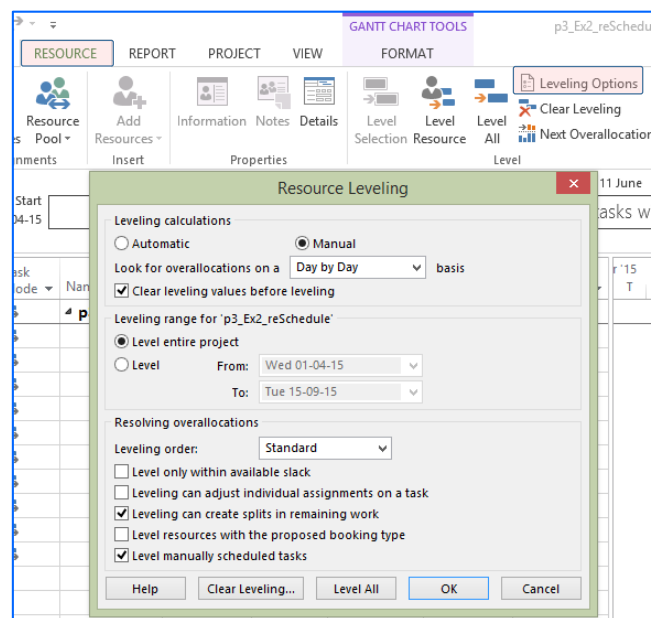 GANTT CHART TOOLS
p3_Ex2_reSchedu
RESOURCE REPORT PROJECT VIEW FORMAT
Resource Pool
Add Resources
Information Notes Details
Level Selection
Level Resource
Level All
Leveling Options
Clear Leveling
Next Overallocation
nments Insert Properties Level
Resource Leveling
Start
04-15
11 June
tasks w
Leveling calculations
Automatic Manual
Look for overallocations on a Day by Day basis
Clear leveling values before leveling
ask
lode
Nan
r '15
T
p
Leveling range for 'p3_Ex2_reSchedule'
Level entire project
Level From: Wed 01-04-15
To: Tue 15-09-15
Resolving overallocations
Leveling order: Standard
Level only within available slack
Leveling can adjust individual assignments on a task
Leveling can create splits in remaining work
Level resources with the proposed booking type
Level manually scheduled tasks
Help Clear Leveling... Level All OK Cancel